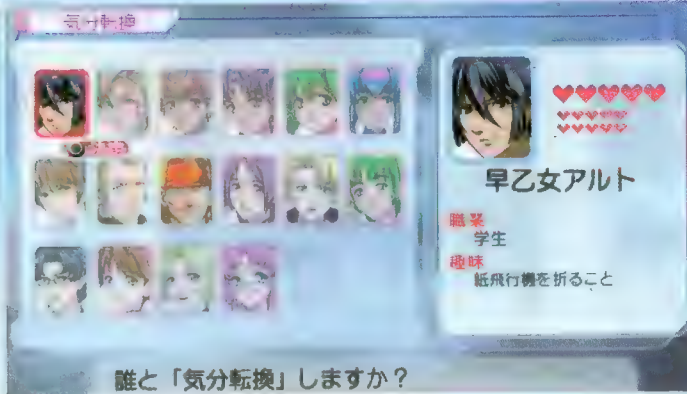 気分転換
早乙女アルト
職業
学生
趣味
紙飛行機を折ること
誰と「気分転換」しますか？